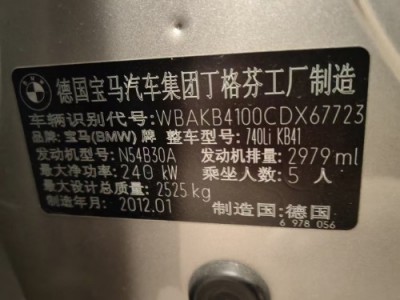 BMW
德国宝马汽车集团丁格芬工厂制造
车辆识别代号:WBAKB4100CDX67723
品牌:宝马(BMW)牌 整车型号:740Li KB41
发动机型号:N54B30A 发动机排量:2979ml
最大净功率:240 kW 乘坐人数:5 人
最大设计总质量:2525kg
制造年月:2012.01 制造国:德国
6 978 056